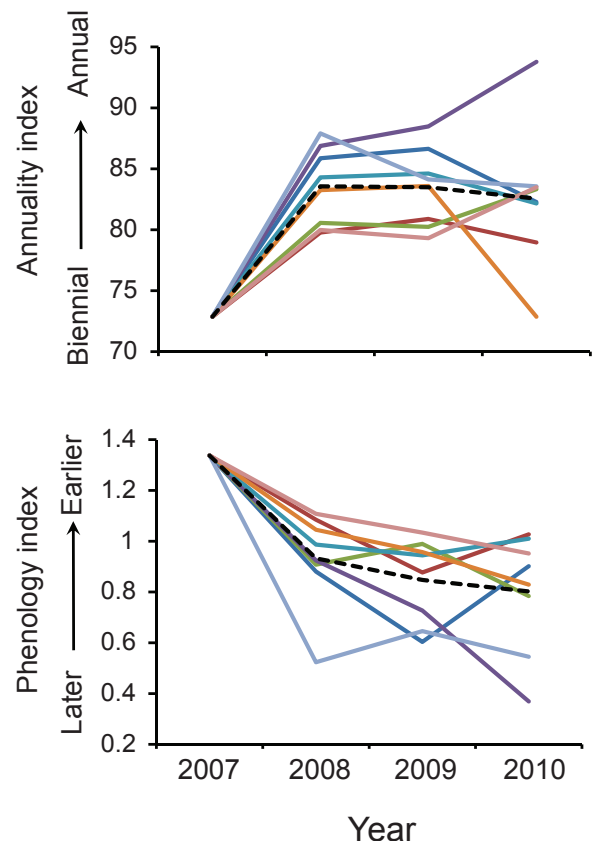 Annuality index
Biennial
Annual
95
90
85
80
75
70
Phenology index
Later
Earlier
1.4
1.2
1
0.8
0.6
0.4
0.2
2007 2008 2009 2010
Year